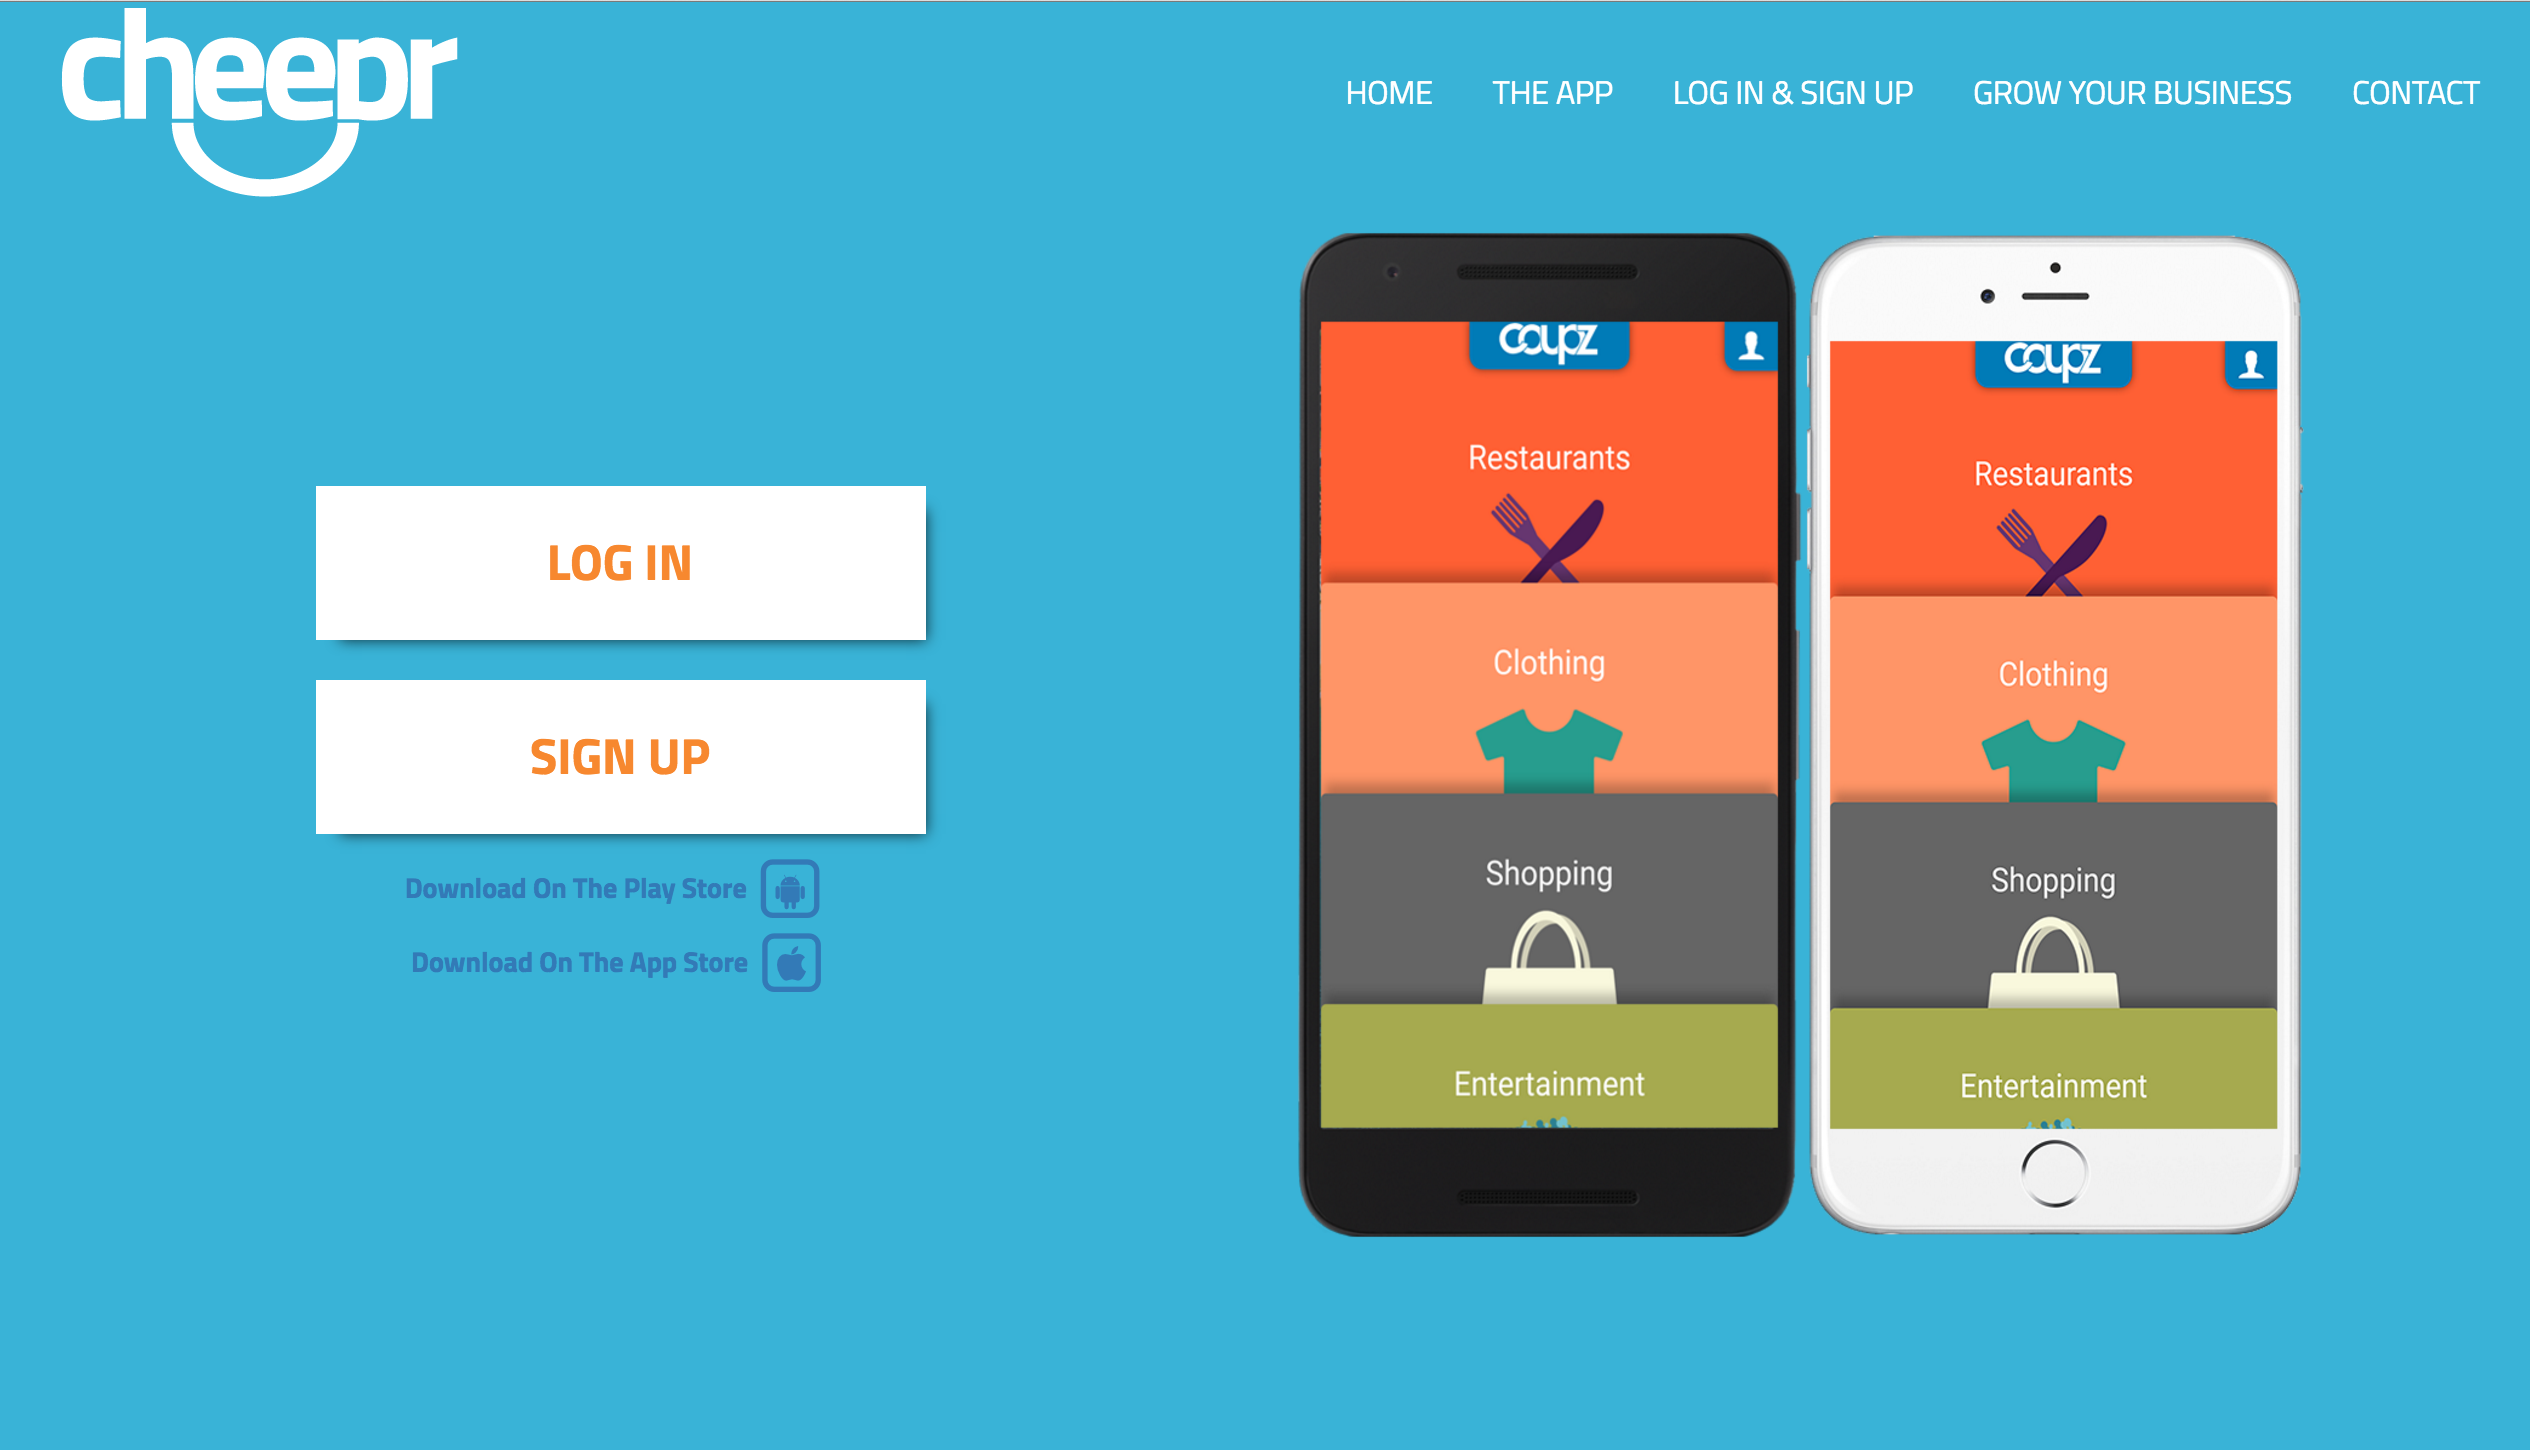 cheepr
HOME THE APP LOG IN & SIGN UP GROW YOUR BUSINESS CONTACT
LOG IN
SIGN UP
Download On The Play Store
Download On The App Store
coupz
Restaurants
Clothing
Shopping
Entertainment
coupz
Restaurants
Clothing
Shopping
Entertainment